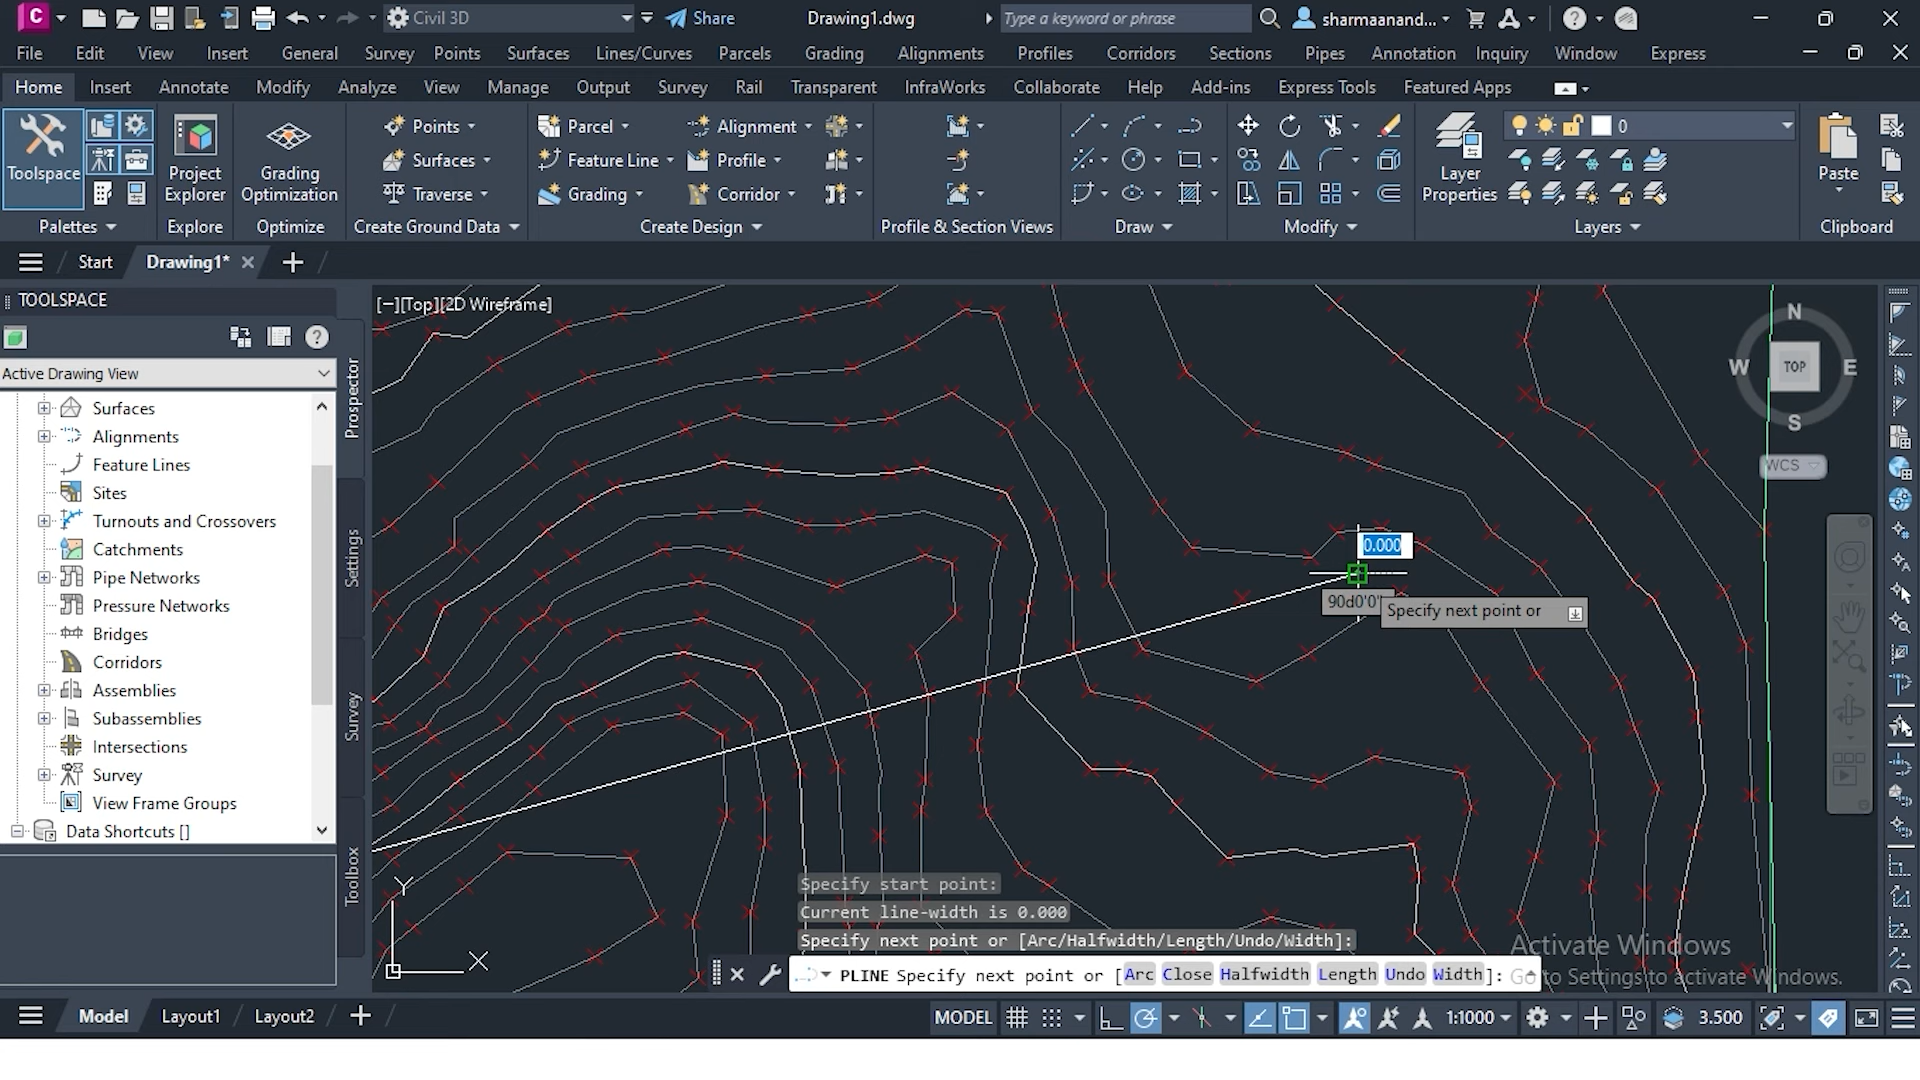 Civil 3D
Share
Drawing1.dwg
Type a keyword or phrase
sharmaanand...
File Edit View Insert General Survey Points Surfaces Lines/Curves Parcels Grading Alignments Profiles Corridors Sections Pipes Annotation Inquiry Window Express
Home Insert Annotate Modify Analyze View Manage Output Survey Rail Transparent InfraWorks Collaborate Help Add-ins Express Tools Featured Apps
Toolspace
Project Explorer
Grading Optimization
Points
Surfaces
Traverse
Parcel
Feature Line
Grading
Alignment
Profile
Corridor
Layer Properties
0
Paste
Palettes Explore Optimize Create Ground Data Create Design Profile & Section Views Draw Modify Layers Clipboard
Start Drawing1*
TOOLSPACE
Active Drawing View
Surfaces
Alignments
Feature Lines
Sites
Turnouts and Crossovers
Catchments
Pipe Networks
Pressure Networks
Bridges
Corridors
Assemblies
Subassemblies
Intersections
Survey
View Frame Groups
Data Shortcuts []
Prospector
Settings
Survey
Toolbox
[−][Top][2D Wireframe]
N
W TOP E
S
WCS
0.000
90d0'0"
Specify next point or
Y
X
Specify start point:
Current line-width is 0.000
Specify next point or [Arc/Halfwidth/Length/Undo/Width]:
PLINE Specify next point or [Arc Close Halfwidth Length Undo Width]:
Activate Windows
Go to Settings to activate Windows.
Model Layout1 Layout2
MODEL 1:1000 3.500